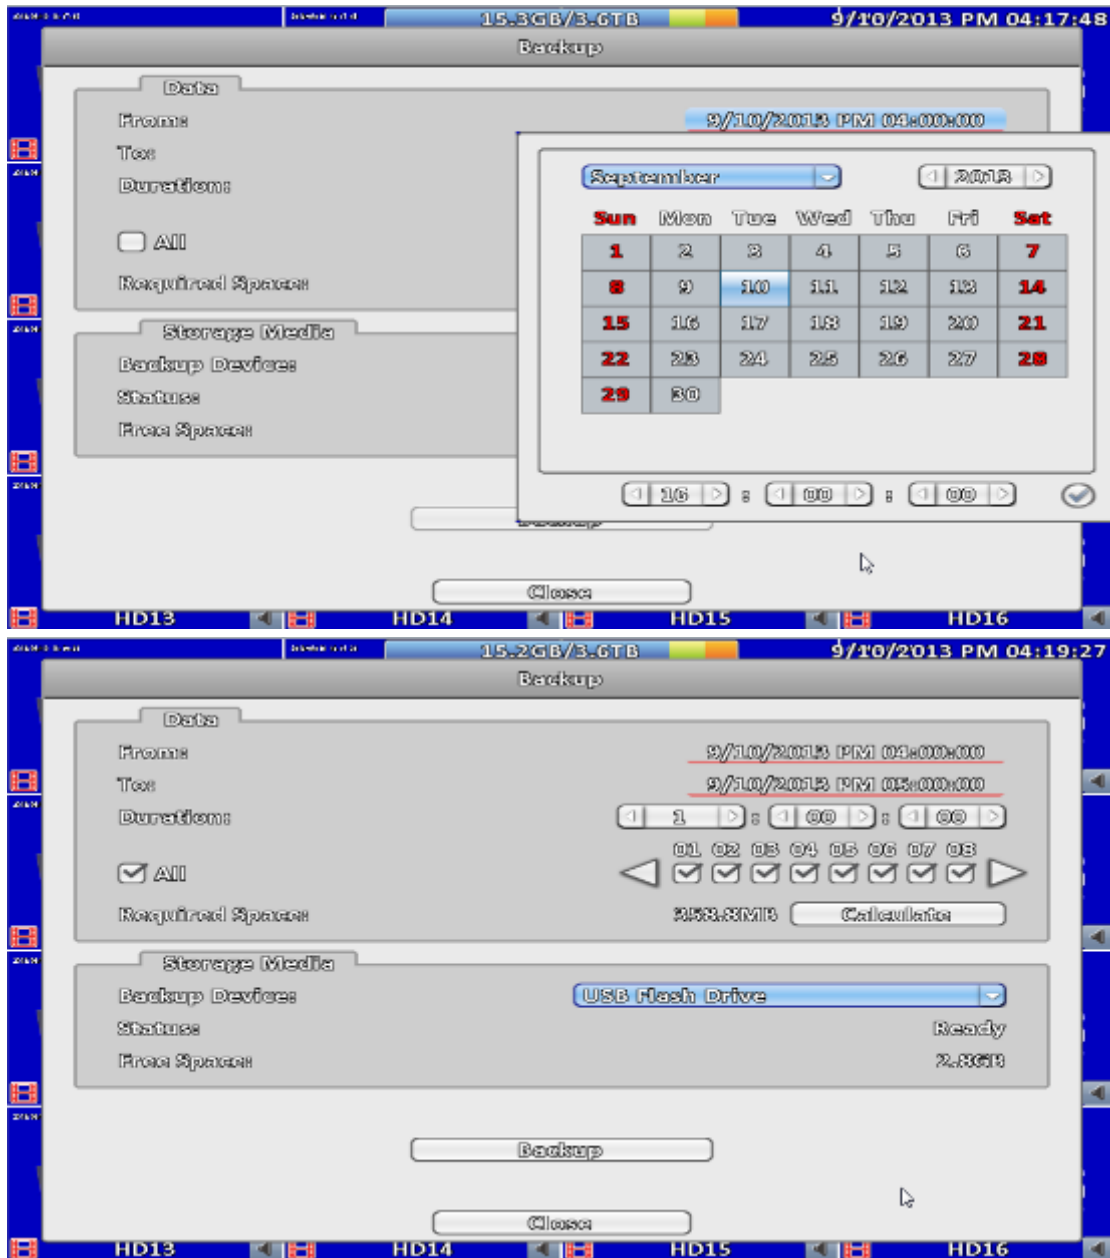 15.3GB/3.6TB 9/10/2013 PM 04:17:48
Backup
Data
From: 9/10/2013 PM 04:00:00
To:
Duration:
September 2013
Sun Mon Tue Wed Thu Fri Sat
All
1 2 3 4 5 6 7
Required Space:
8 9 10 11 12 13 14
Storage Media
15 16 17 18 19 20 21
Backup Device:
22 23 24 25 26 27 28
Status:
29 30
Free Space:
16 : 00 : 00
Backup
Close
HD13 HD14 HD15 HD16
15.2GB/3.6TB 9/10/2013 PM 04:19:27
Backup
Data
From: 9/10/2013 PM 04:00:00
To: 9/10/2013 PM 05:00:00
Duration: 1 : 00 : 00
01 02 03 04 05 06 07 08
All
Required Space: Calculate
Storage Media
Backup Device: USB Flash Drive
Status: Ready
Free Space: 2.8GB
Backup
Close
HD13 HD14 HD15 HD16